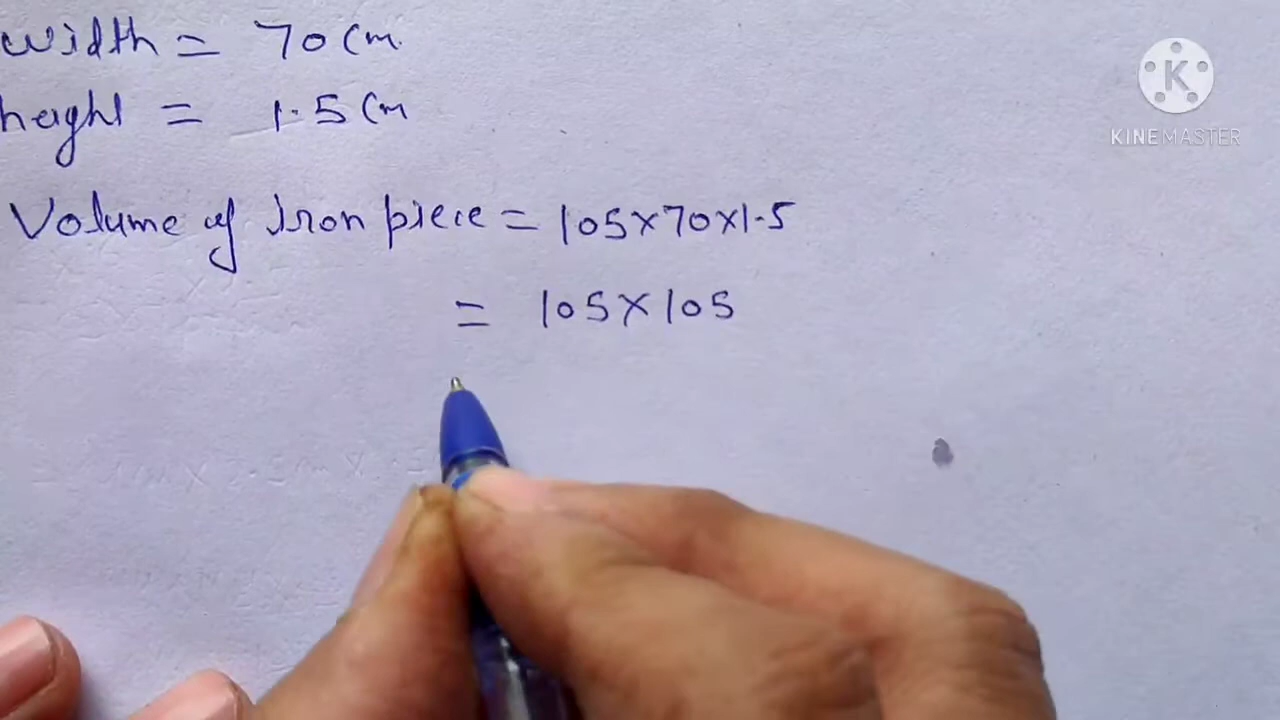 width = 70 Cm.
height = 1.5 Cm
Volume of iron piece = 105×70×1.5
= 105×105
K
KINEMASTER